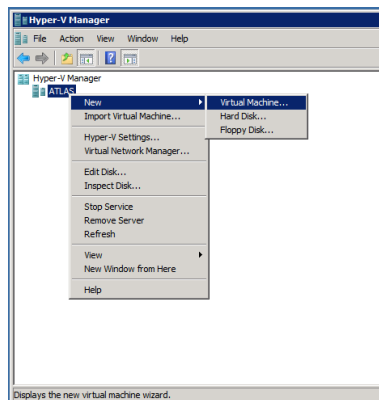 Hyper-V Manager
File Action View Window Help
Hyper-V Manager
ATLAS
New
Import Virtual Machine...
Hyper-V Settings...
Virtual Network Manager...
Edit Disk...
Inspect Disk...
Stop Service
Remove Server
Refresh
View
New Window from Here
Help
Virtual Machine...
Hard Disk...
Floppy Disk...
Displays the new virtual machine wizard.